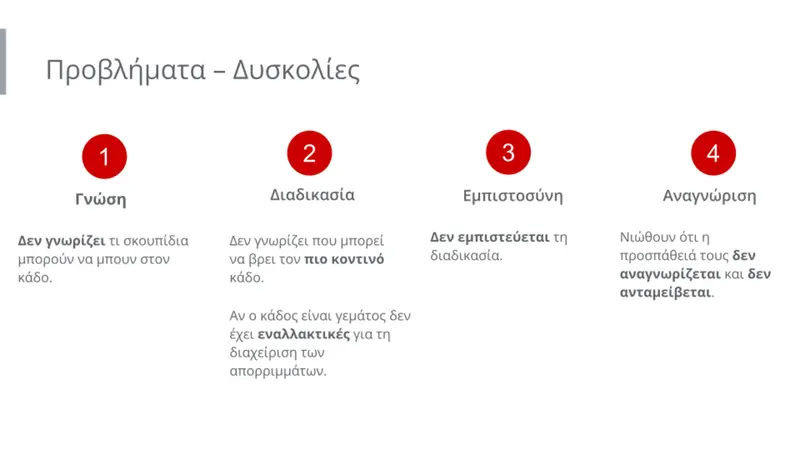 Προβλήματα – Δυσκολίες
1
Γνώση
Δεν γνωρίζει τι σκουπίδια
μπορούν να μπουν στον
κάδο.
2
Διαδικασία
Δεν γνωρίζει που μπορεί
να βρει τον πιο κοντινό
κάδο.
Αν ο κάδος είναι γεμάτος δεν
έχει εναλλακτικές για τη
διαχείριση των
απορριμμάτων.
3
Εμπιστοσύνη
Δεν εμπιστεύεται τη
διαδικασία.
4
Αναγνώριση
Νιώθουν ότι η
προσπάθειά τους δεν
αναγνωρίζεται και δεν
ανταμείβεται.